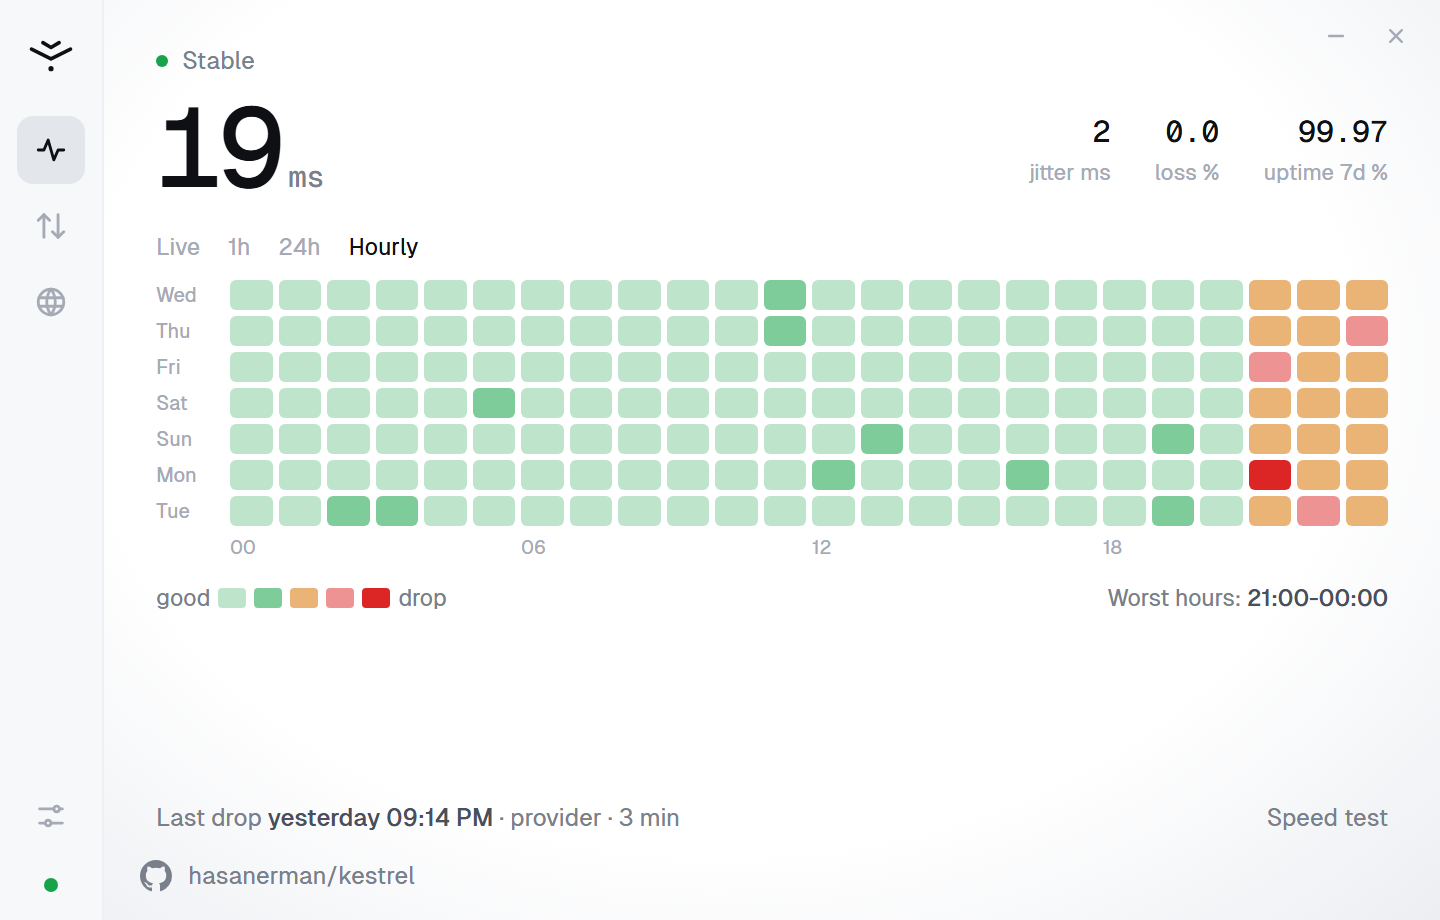 Stable
19 ms
2 0.0 99.97
jitter ms loss % uptime 7d %
Live 1h 24h Hourly
Wed
Thu
Fri
Sat
Sun
Mon
Tue
00 06 12 18
good drop Worst hours: 21:00–00:00
Last drop yesterday 09:14 PM · provider · 3 min Speed test
hasanerman/kestrel